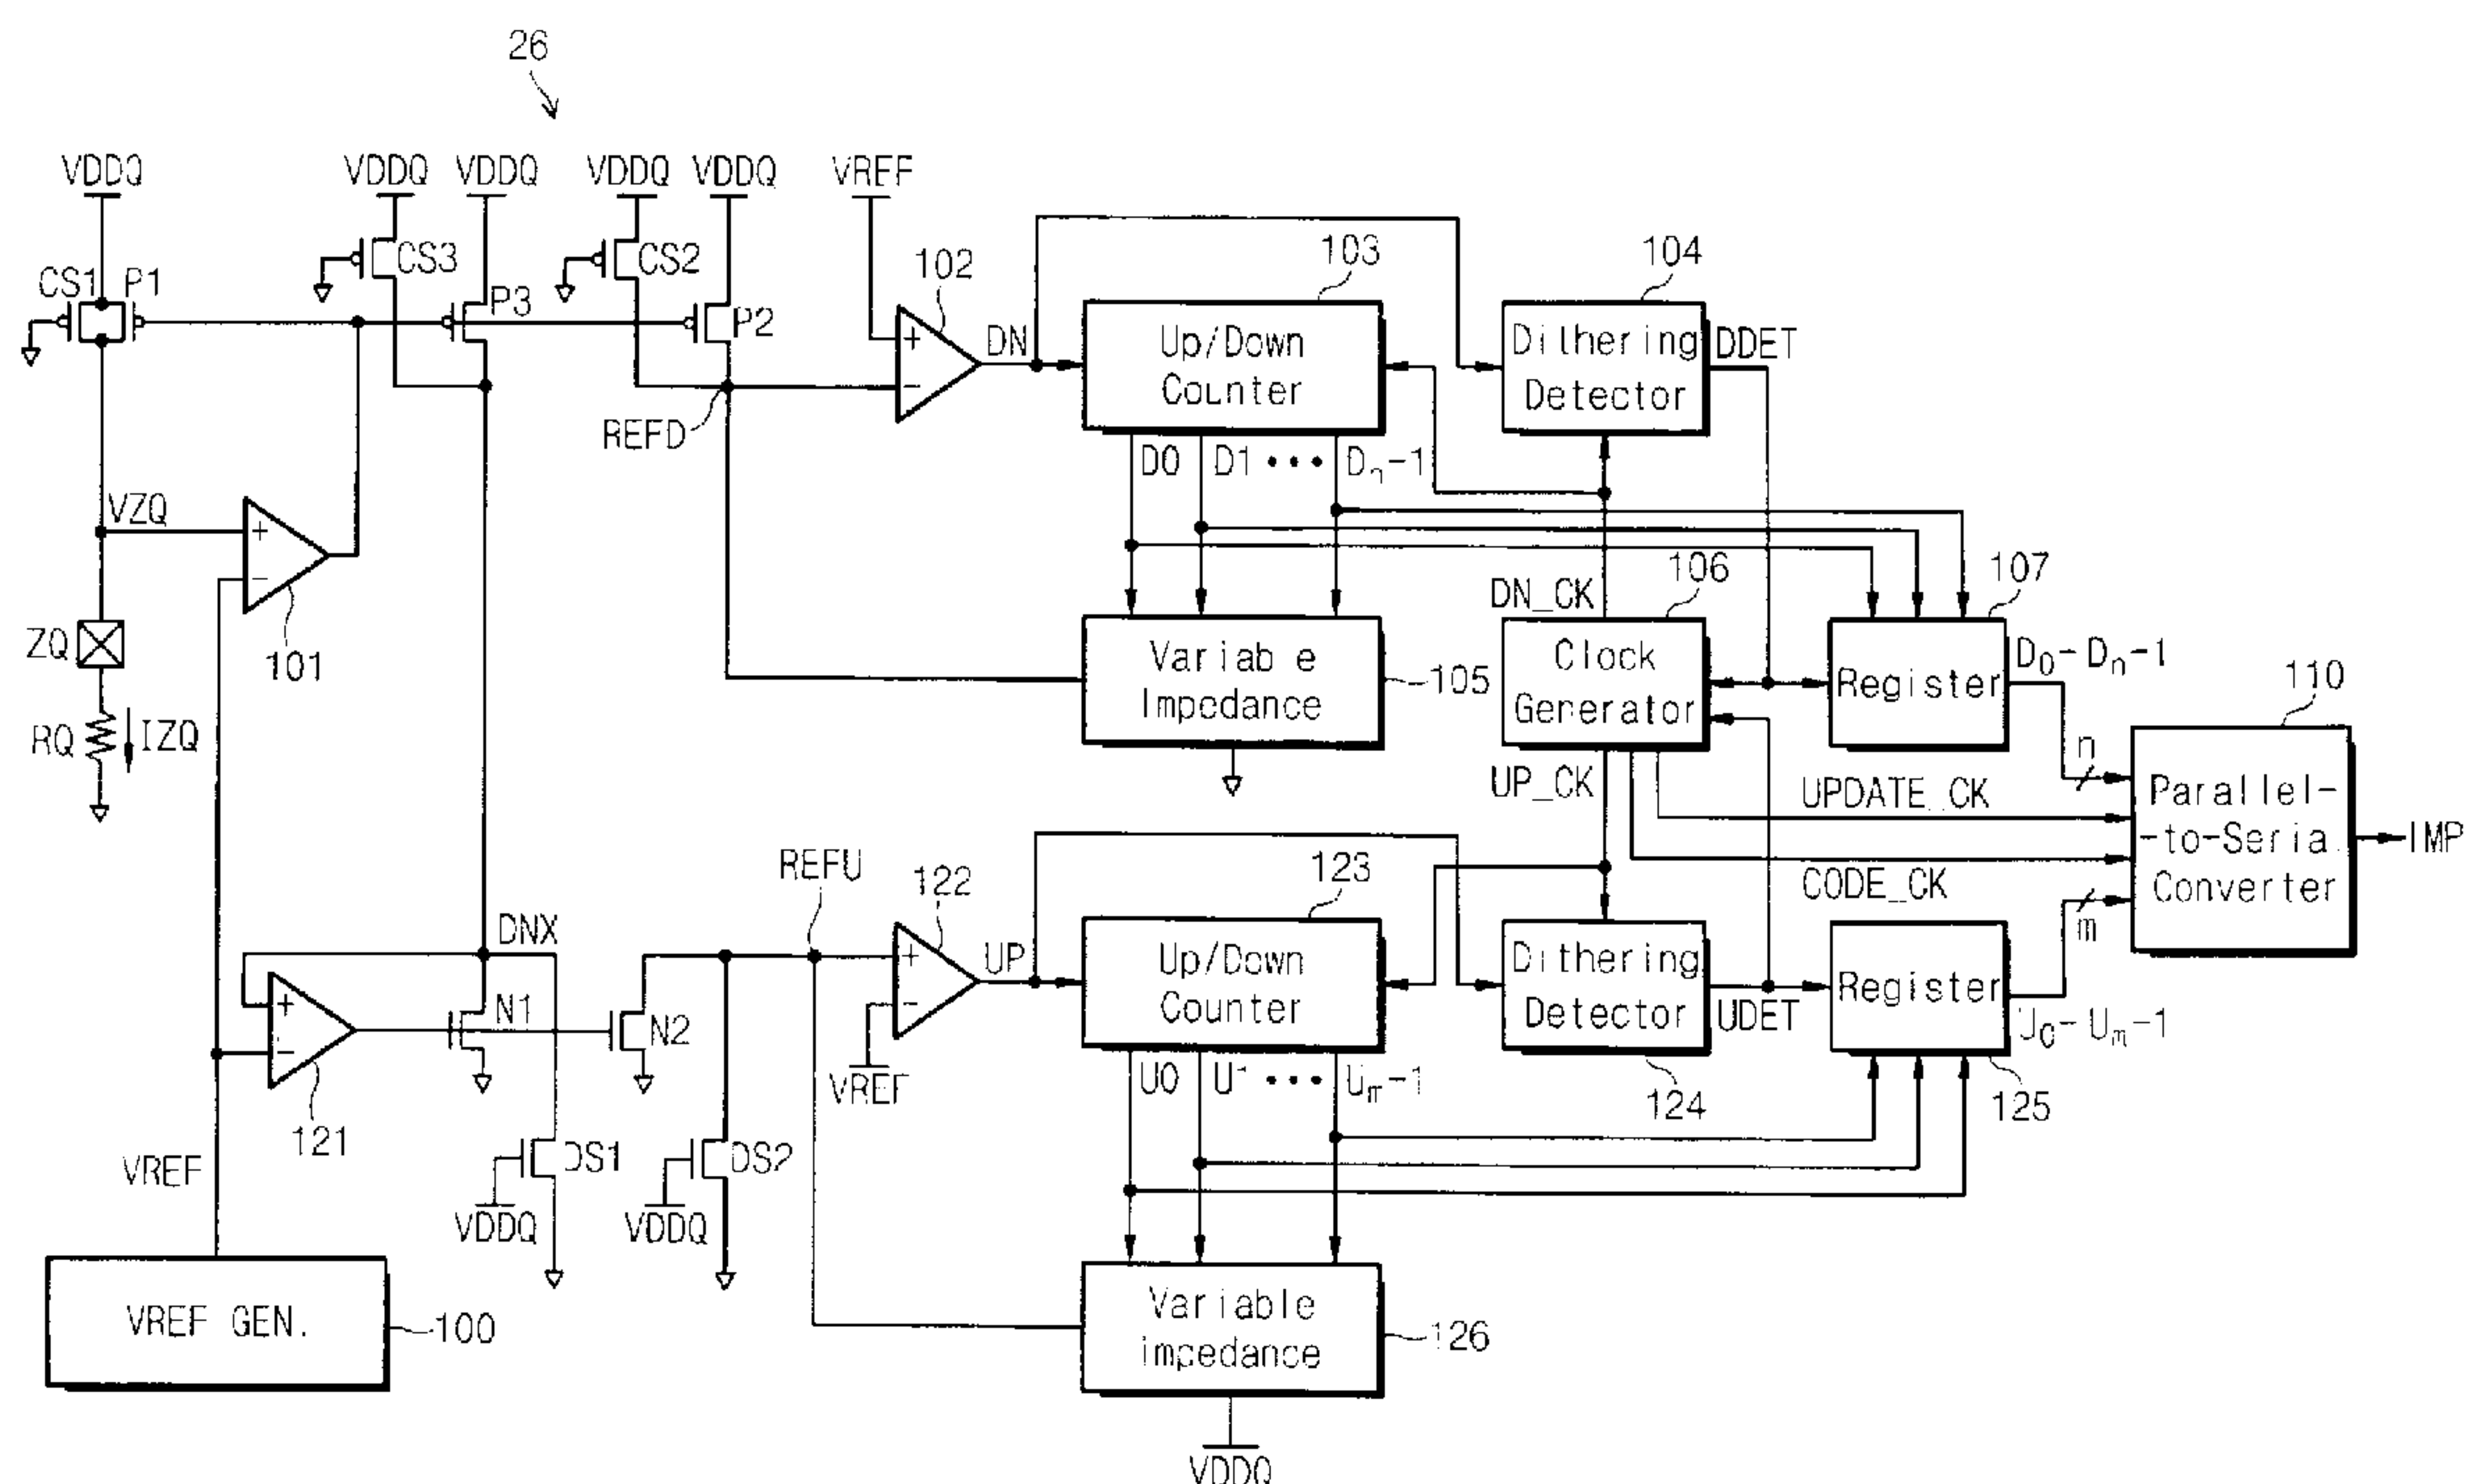 26
VDDQ
VDDQ
VDDQ
VDDQ
VDDQ
VREF
CS1
P1
CS3
P3
CS2
P2
102
DN
103
Up/Down
Counter
104
Dithering
Detector
DDET
REFD
D0
D1
•••
Dn-1
VZQ
+
−
101
+
−
ZQ
RQ
IZQ
Variab e
Impedance
105
DN_CK
106
Clock
Generator
UP_CK
107
Register
D0-Dn-1
110
n
UPDATE_CK
CODE_CK
m
Parallel-
-to-Seria
Converter
IMP
REFU
122
UP
123
Up/Down
Counter
Dithering
Detector
UDET
124
Register
125
U0-Um-1
DNX
+
−
121
N1
N2
+
−
VREF
U0
U1
•••
Um-1
DS1
VDDQ
DS2
VDDQ
VREF
VREF GEN.
100
Variable
impedance
126
VDDQ